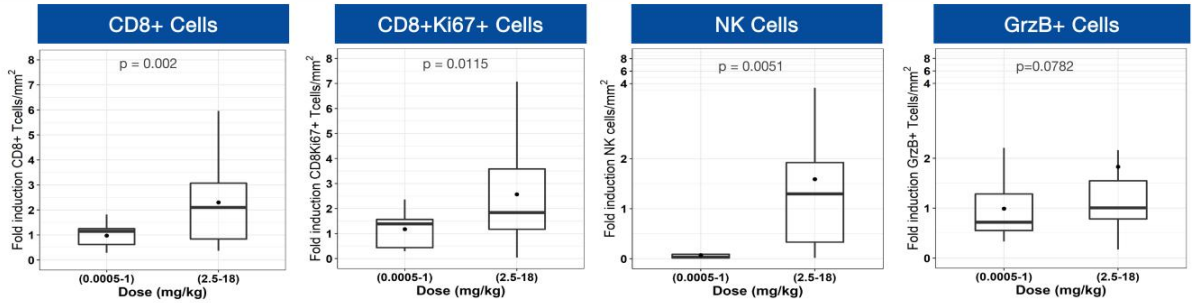 CD8+ Cells
Fold induction CD8+ Tcells/mm²
8
7
6
5
4
3
2
1
0
p = 0.002
(0.0005-1)
(2.5-18)
Dose (mg/kg)
CD8+Ki67+ Cells
Fold induction CD8Ki67+ Tcells/mm²
8
7
6
5
4
3
2
1
0
p = 0.0115
(0.0005-1)
(2.5-18)
Dose (mg/kg)
NK Cells
Fold induction NK cells/mm²
8
6
4
2
1
0
p = 0.0051
(0.0005-1)
(2.5-18)
Dose (mg/kg)
GrzB+ Cells
Fold induction GrzB+ Tcells/mm²
8
6
4
2
1
0
p=0.0782
(0.0005-1)
(2.5-18)
Dose (mg/kg)